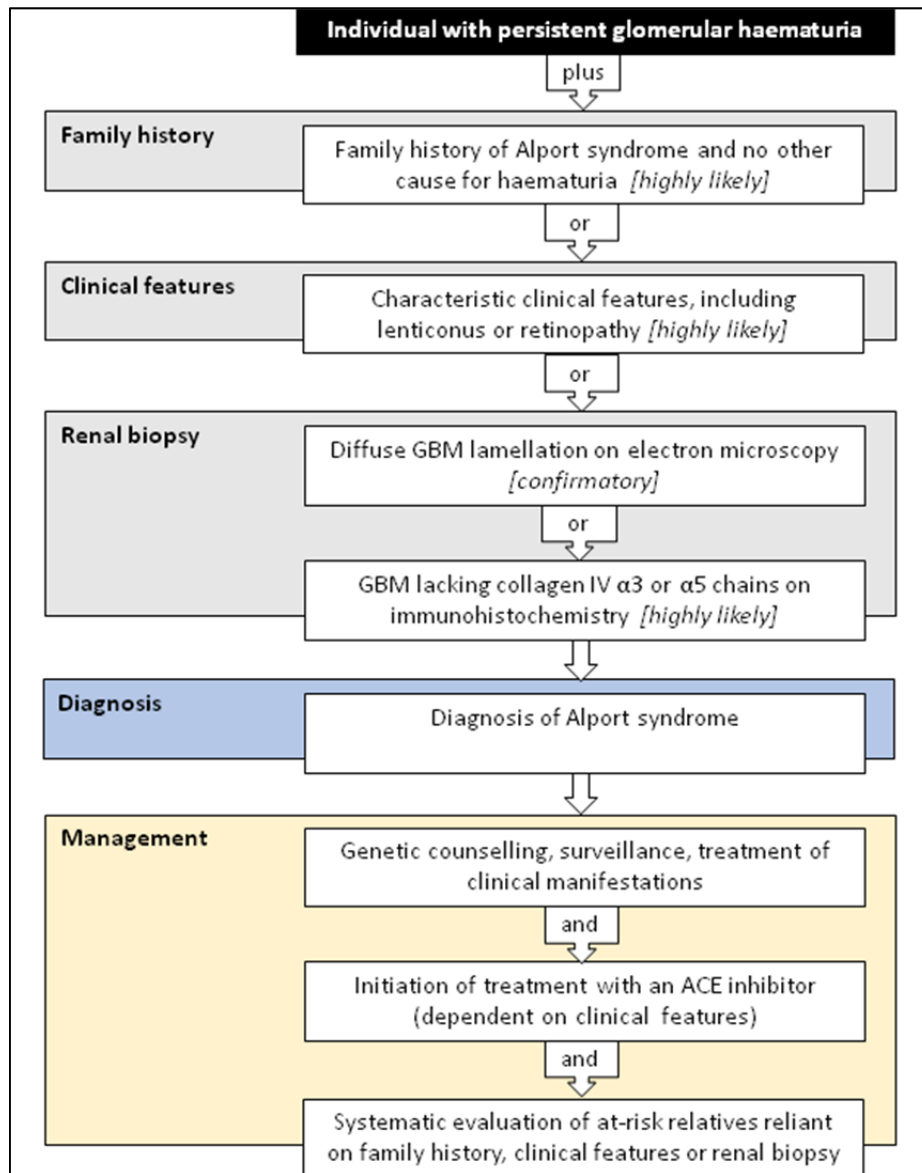 Individual with persistent glomerular haematuria
plus
Family history
Family history of Alport syndrome and no other
cause for haematuria [highly likely]
or
Clinical features
Characteristic clinical features, including
lenticonus or retinopathy [highly likely]
or
Renal biopsy
Diffuse GBM lamellation on electron microscopy
[confirmatory]
or
GBM lacking collagen IV α3 or α5 chains on
immunohistochemistry [highly likely]
Diagnosis
Diagnosis of Alport syndrome
Management
Genetic counselling, surveillance, treatment of
clinical manifestations
and
Initiation of treatment with an ACE inhibitor
(dependent on clinical features)
and
Systematic evaluation of at-risk relatives reliant
on family history, clinical features or renal biopsy